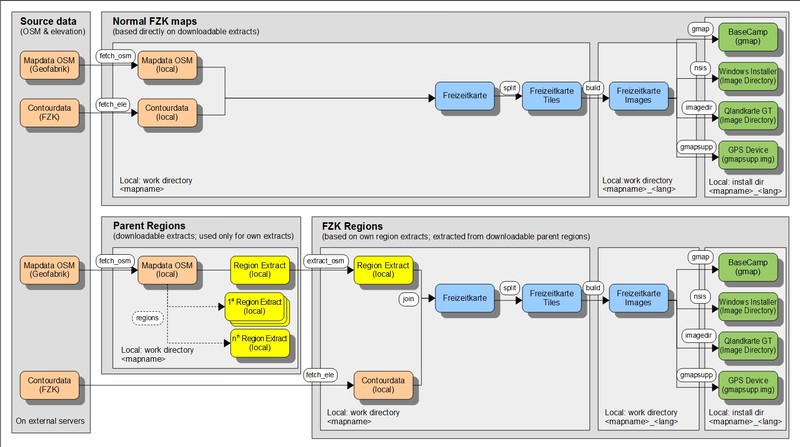 Source data
(OSM & elevation)
Mapdata OSM
(Geofabrik)
Contourdata
(FZK)
Mapdata OSM
(Geofabrik)
Contourdata
(FZK)
On external servers
Normal FZK maps
(based directly on downloadable extracts)
fetch_osm
fetch_ele
Mapdata OSM
(local)
Contourdata
(local)
Freizeitkarte
split
Freizeitkarte
Tiles
build
Freizeitkarte
Images
gmap
nsis
imagedir
gmapsupp
BaseCamp
(gmap)
Windows Installer
(Image Directory)
Qlandkarte GT
(Image Directory)
GPS Device
(gmapsupp.img)
Local: work directory
<mapname>
Local:work directory
<mapname>_<lang>
Local: install dir
<mapname>_<lang>
Parent Regions
(downloadable extracts; used only for own extracts)
fetch_osm
Mapdata OSM
(local)
Region Extract
(local)
regions
1st Region Extract
(local)
nth Region Extract
(local)
Local: work directory
<mapname>
FZK Regions
(based on own region extracts; extracted from downloadable parent regions)
extract_osm
Region Extract
(local)
join
fetch_ele
Contourdata
(local)
Freizeitkarte
split
Freizeitkarte
Tiles
build
Freizeitkarte
Images
gmap
nsis
imagedir
gmapsupp
BaseCamp
(gmap)
Windows Installer
(Image Directory)
Qlandkarte GT
(Image Directory)
GPS Device
(gmapsupp.img)
Local: work directory
<mapname>
Local: work directory
<mapname>_<lang>
Local: install dir
<mapname>_<lang>